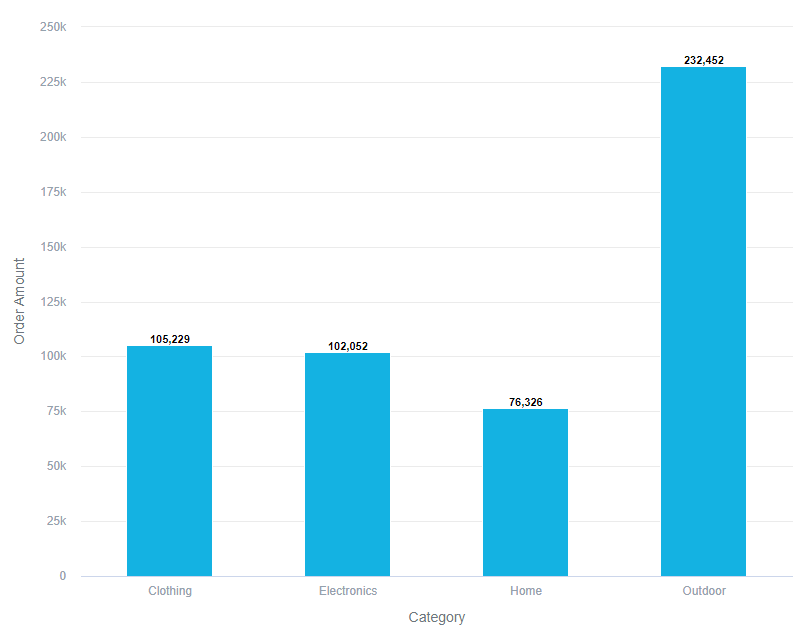 250k
225k
200k
175k
150k
125k
100k
75k
50k
25k
0
Order Amount
232,452
105,229
102,052
76,326
Clothing Electronics Home Outdoor
Category